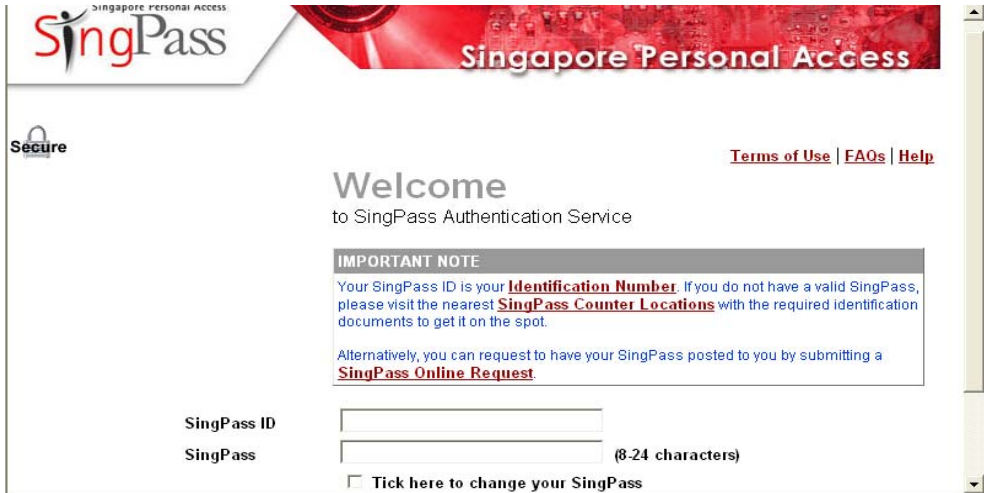 Singapore Personal Access
SingPass
Singapore Personal Access
Secure
Terms of Use | FAQs | Help
Welcome
to SingPass Authentication Service
IMPORTANT NOTE
Your SingPass ID is your Identification Number. If you do not have a valid SingPass,
please visit the nearest SingPass Counter Locations with the required identification
documents to get it on the spot.
Alternatively, you can request to have your SingPass posted to you by submitting a
SingPass Online Request.
SingPass ID
SingPass (8-24 characters)
Tick here to change your SingPass